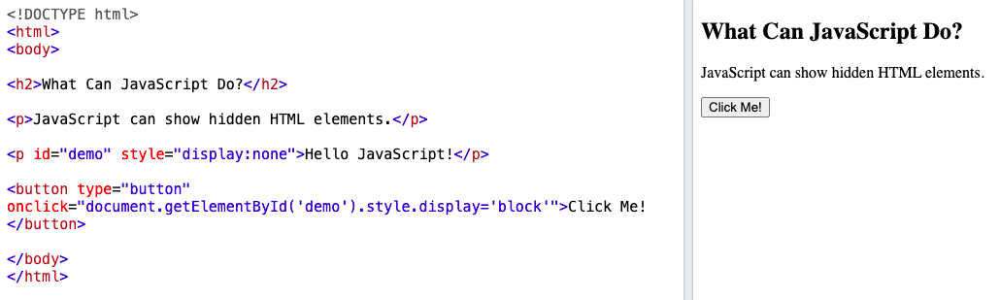 <!DOCTYPE html>
<html>
<body>
<h2>What Can JavaScript Do?</h2>
<p>JavaScript can show hidden HTML elements.</p>
<p id="demo" style="display:none">Hello JavaScript!</p>
<button type="button"
onclick="document.getElementById('demo').style.display='block'">Click Me!
</button>
</body>
</html>
What Can JavaScript Do?
JavaScript can show hidden HTML elements.
Click Me!